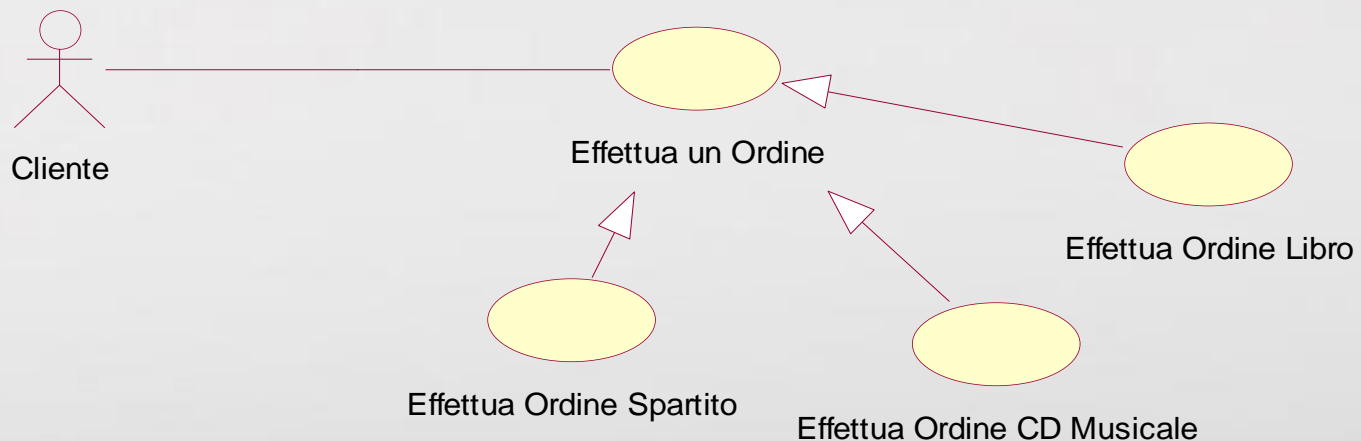 Cliente
Effettua un Ordine
Effettua Ordine Libro
Effettua Ordine Spartito
Effettua Ordine CD Musicale